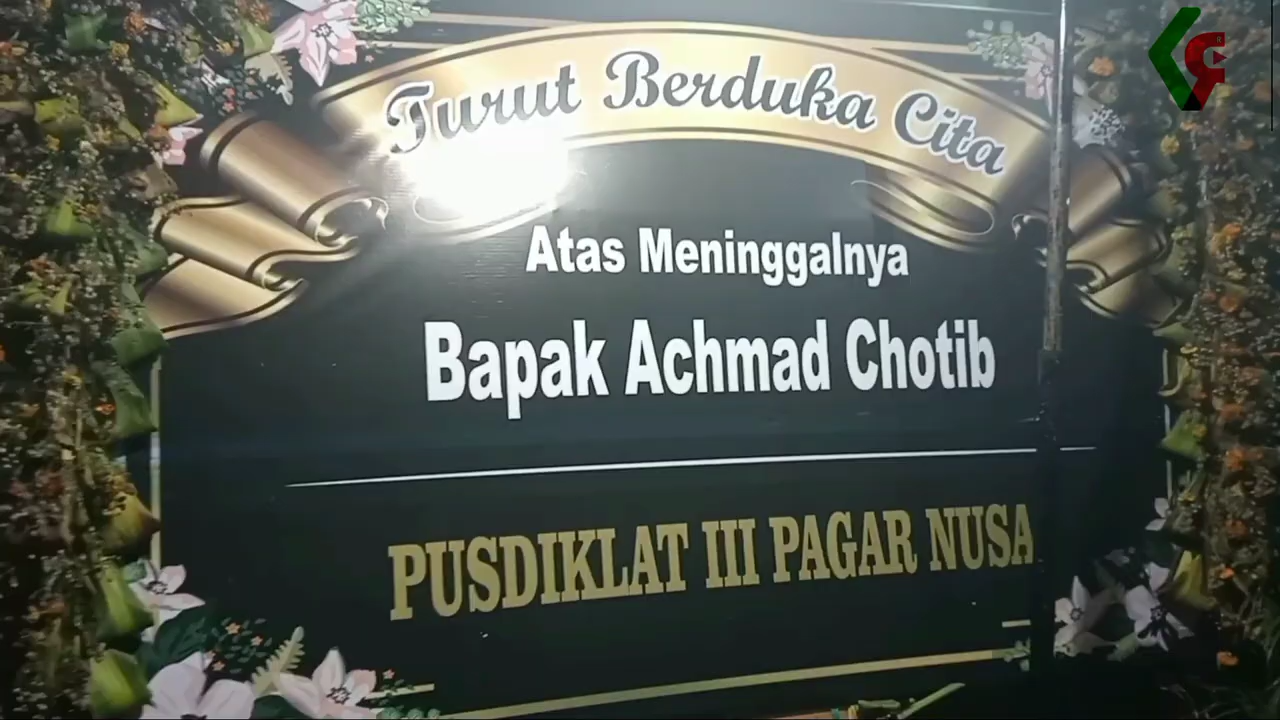 Turut Berduka Cita
Atas Meninggalnya
Bapak Achmad Chotib
PUSDIKLAT III PAGAR NUSA